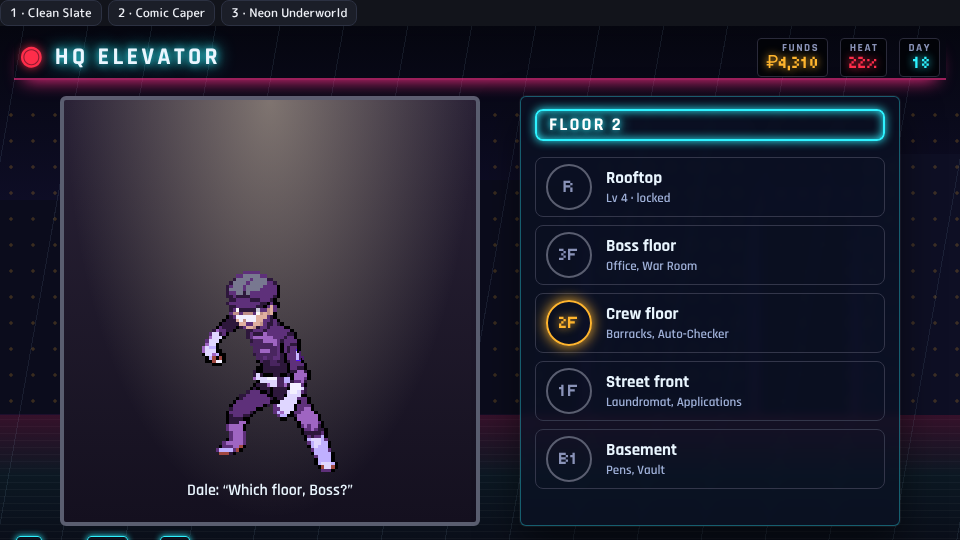 1 · Clean Slate
2 · Comic Caper
3 · Neon Underworld
HQ ELEVATOR
FUNDS
₽4,310
HEAT
22%
DAY
18
FLOOR 2
R
Rooftop
Lv 4 · locked
3F
Boss floor
Office, War Room
2F
Crew floor
Barracks, Auto-Checker
1F
Street front
Laundromat, Applications
B1
Basement
Pens, Vault
Dale: “Which floor, Boss?”